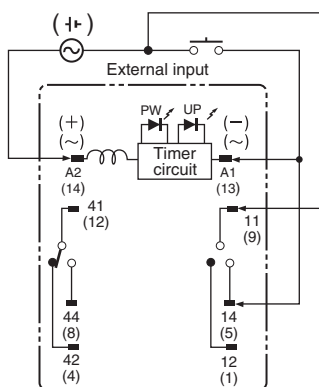 External input
PW UP
(+) (−)
(~) (~)
Timer
circuit
A2 A1
(14) (13)
41 11
(12) (9)
44 14
(8) (5)
42 12
(4) (1)